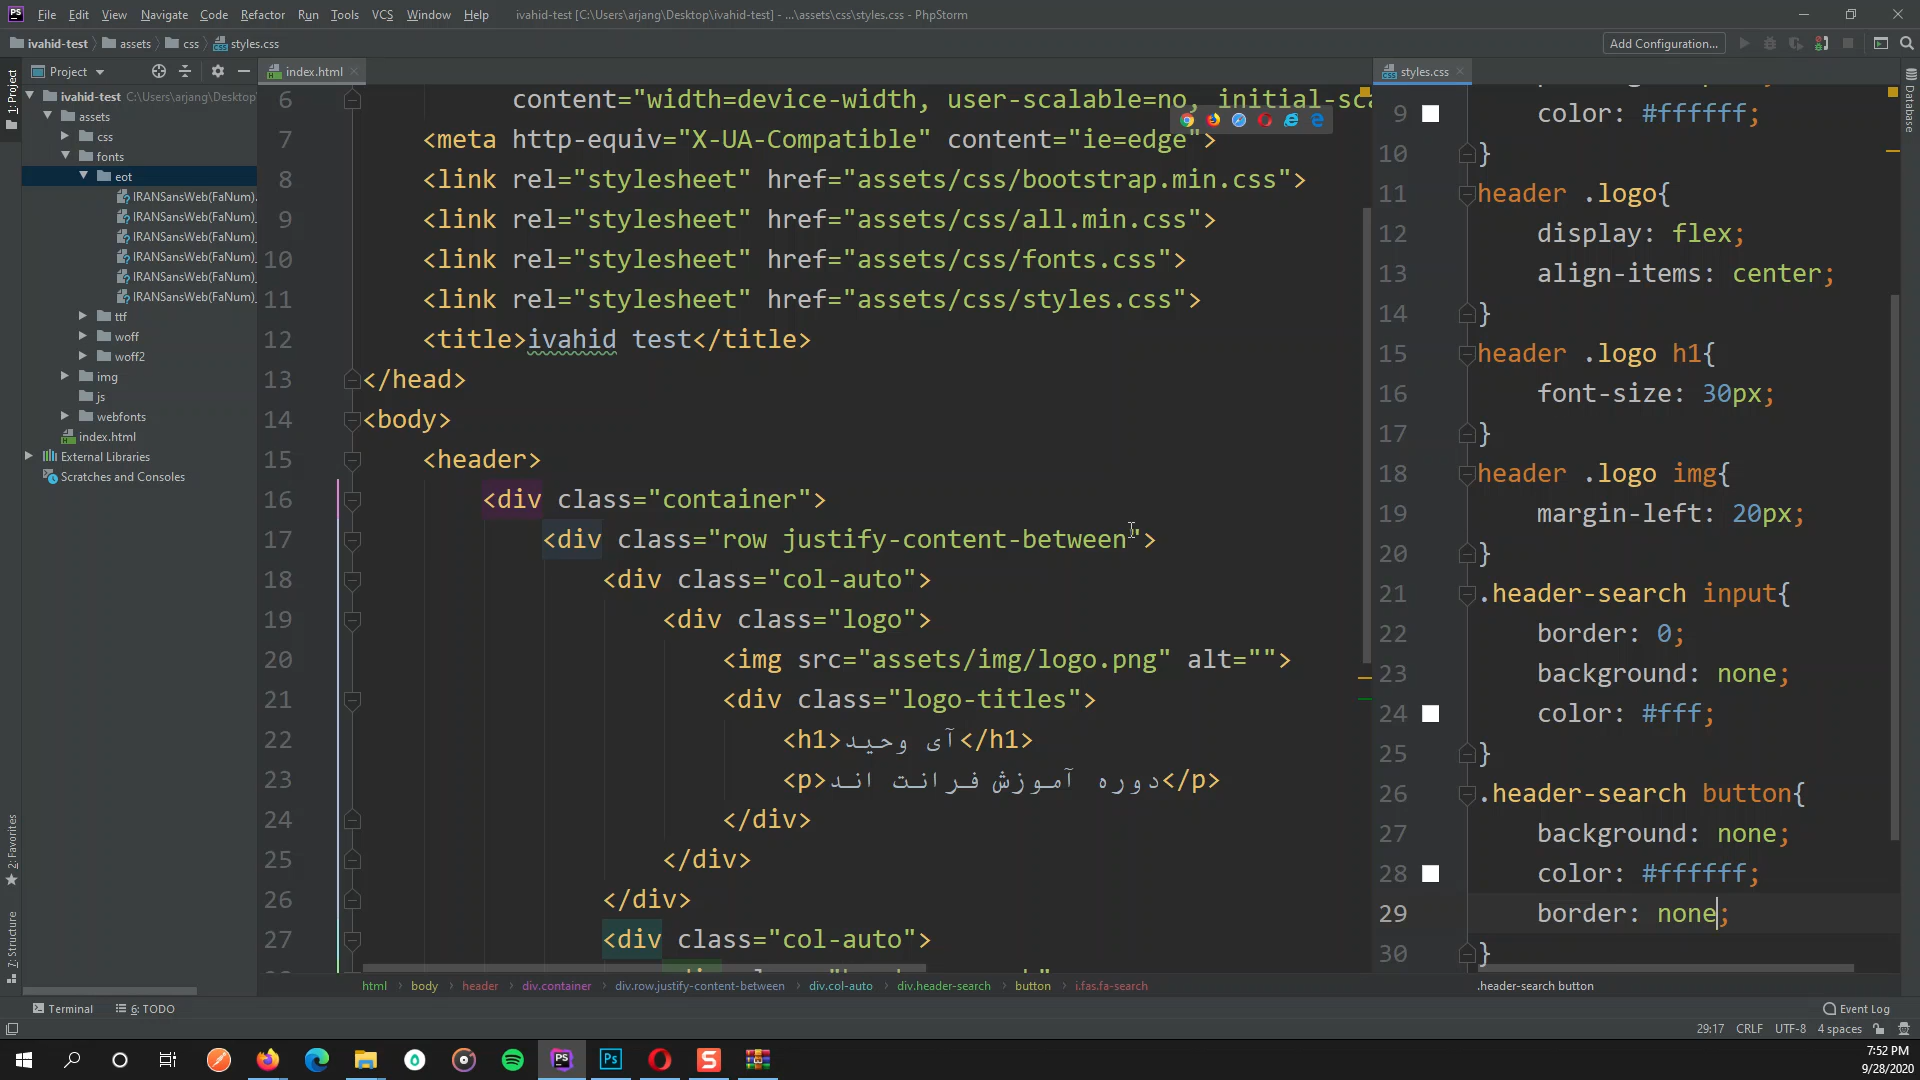 PS File Edit View Navigate Code Refactor Run Tools VCS Window Help ivahid-test [C:\Users\arjang\Desktop\ivahid-test] - ...\assets\css\styles.css - PhpStorm
ivahid-test assets css styles.css Add Configuration...
Project
index.html
styles.css
1: Project
2: Favorites
7: Structure
Database
ivahid-test C:\Users\arjang\Desktop
assets
css
fonts
eot
IRANSansWeb(FaNum).
IRANSansWeb(FaNum)_
IRANSansWeb(FaNum)_
IRANSansWeb(FaNum)_
IRANSansWeb(FaNum)_
IRANSansWeb(FaNum)_
ttf
woff
woff2
img
js
webfonts
index.html
External Libraries
Scratches and Consoles
6 content="width=device-width, user-scalable=no, initial-sca
7 <meta http-equiv="X-UA-Compatible" content="ie=edge">
8 <link rel="stylesheet" href="assets/css/bootstrap.min.css">
9 <link rel="stylesheet" href="assets/css/all.min.css">
10 <link rel="stylesheet" href="assets/css/fonts.css">
11 <link rel="stylesheet" href="assets/css/styles.css">
12 <title>ivahid test</title>
13 </head>
14 <body>
15 <header>
16 <div class="container">
17 <div class="row justify-content-between">
18 <div class="col-auto">
19 <div class="logo">
20 <img src="assets/img/logo.png" alt="">
21 <div class="logo-titles">
22 <h1>آی وحید</h1>
23 <p>دوره آموزش فرانت اند</p>
24 </div>
25 </div>
26 </div>
27 <div class="col-auto">
9 color: #ffffff;
10 }
11 header .logo{
12 display: flex;
13 align-items: center;
14 }
15 header .logo h1{
16 font-size: 30px;
17 }
18 header .logo img{
19 margin-left: 20px;
20 }
21 .header-search input{
22 border: 0;
23 background: none;
24 color: #fff;
25 }
26 .header-search button{
27 background: none;
28 color: #ffffff;
29 border: none;
30 }
html body header div.container div.row.justify-content-between div.col-auto div.header-search button i.fas.fa-search
.header-search button
Terminal 6: TODO Event Log
29:17 CRLF UTF-8 4 spaces
PS Ps S
7:52 PM
9/28/2020